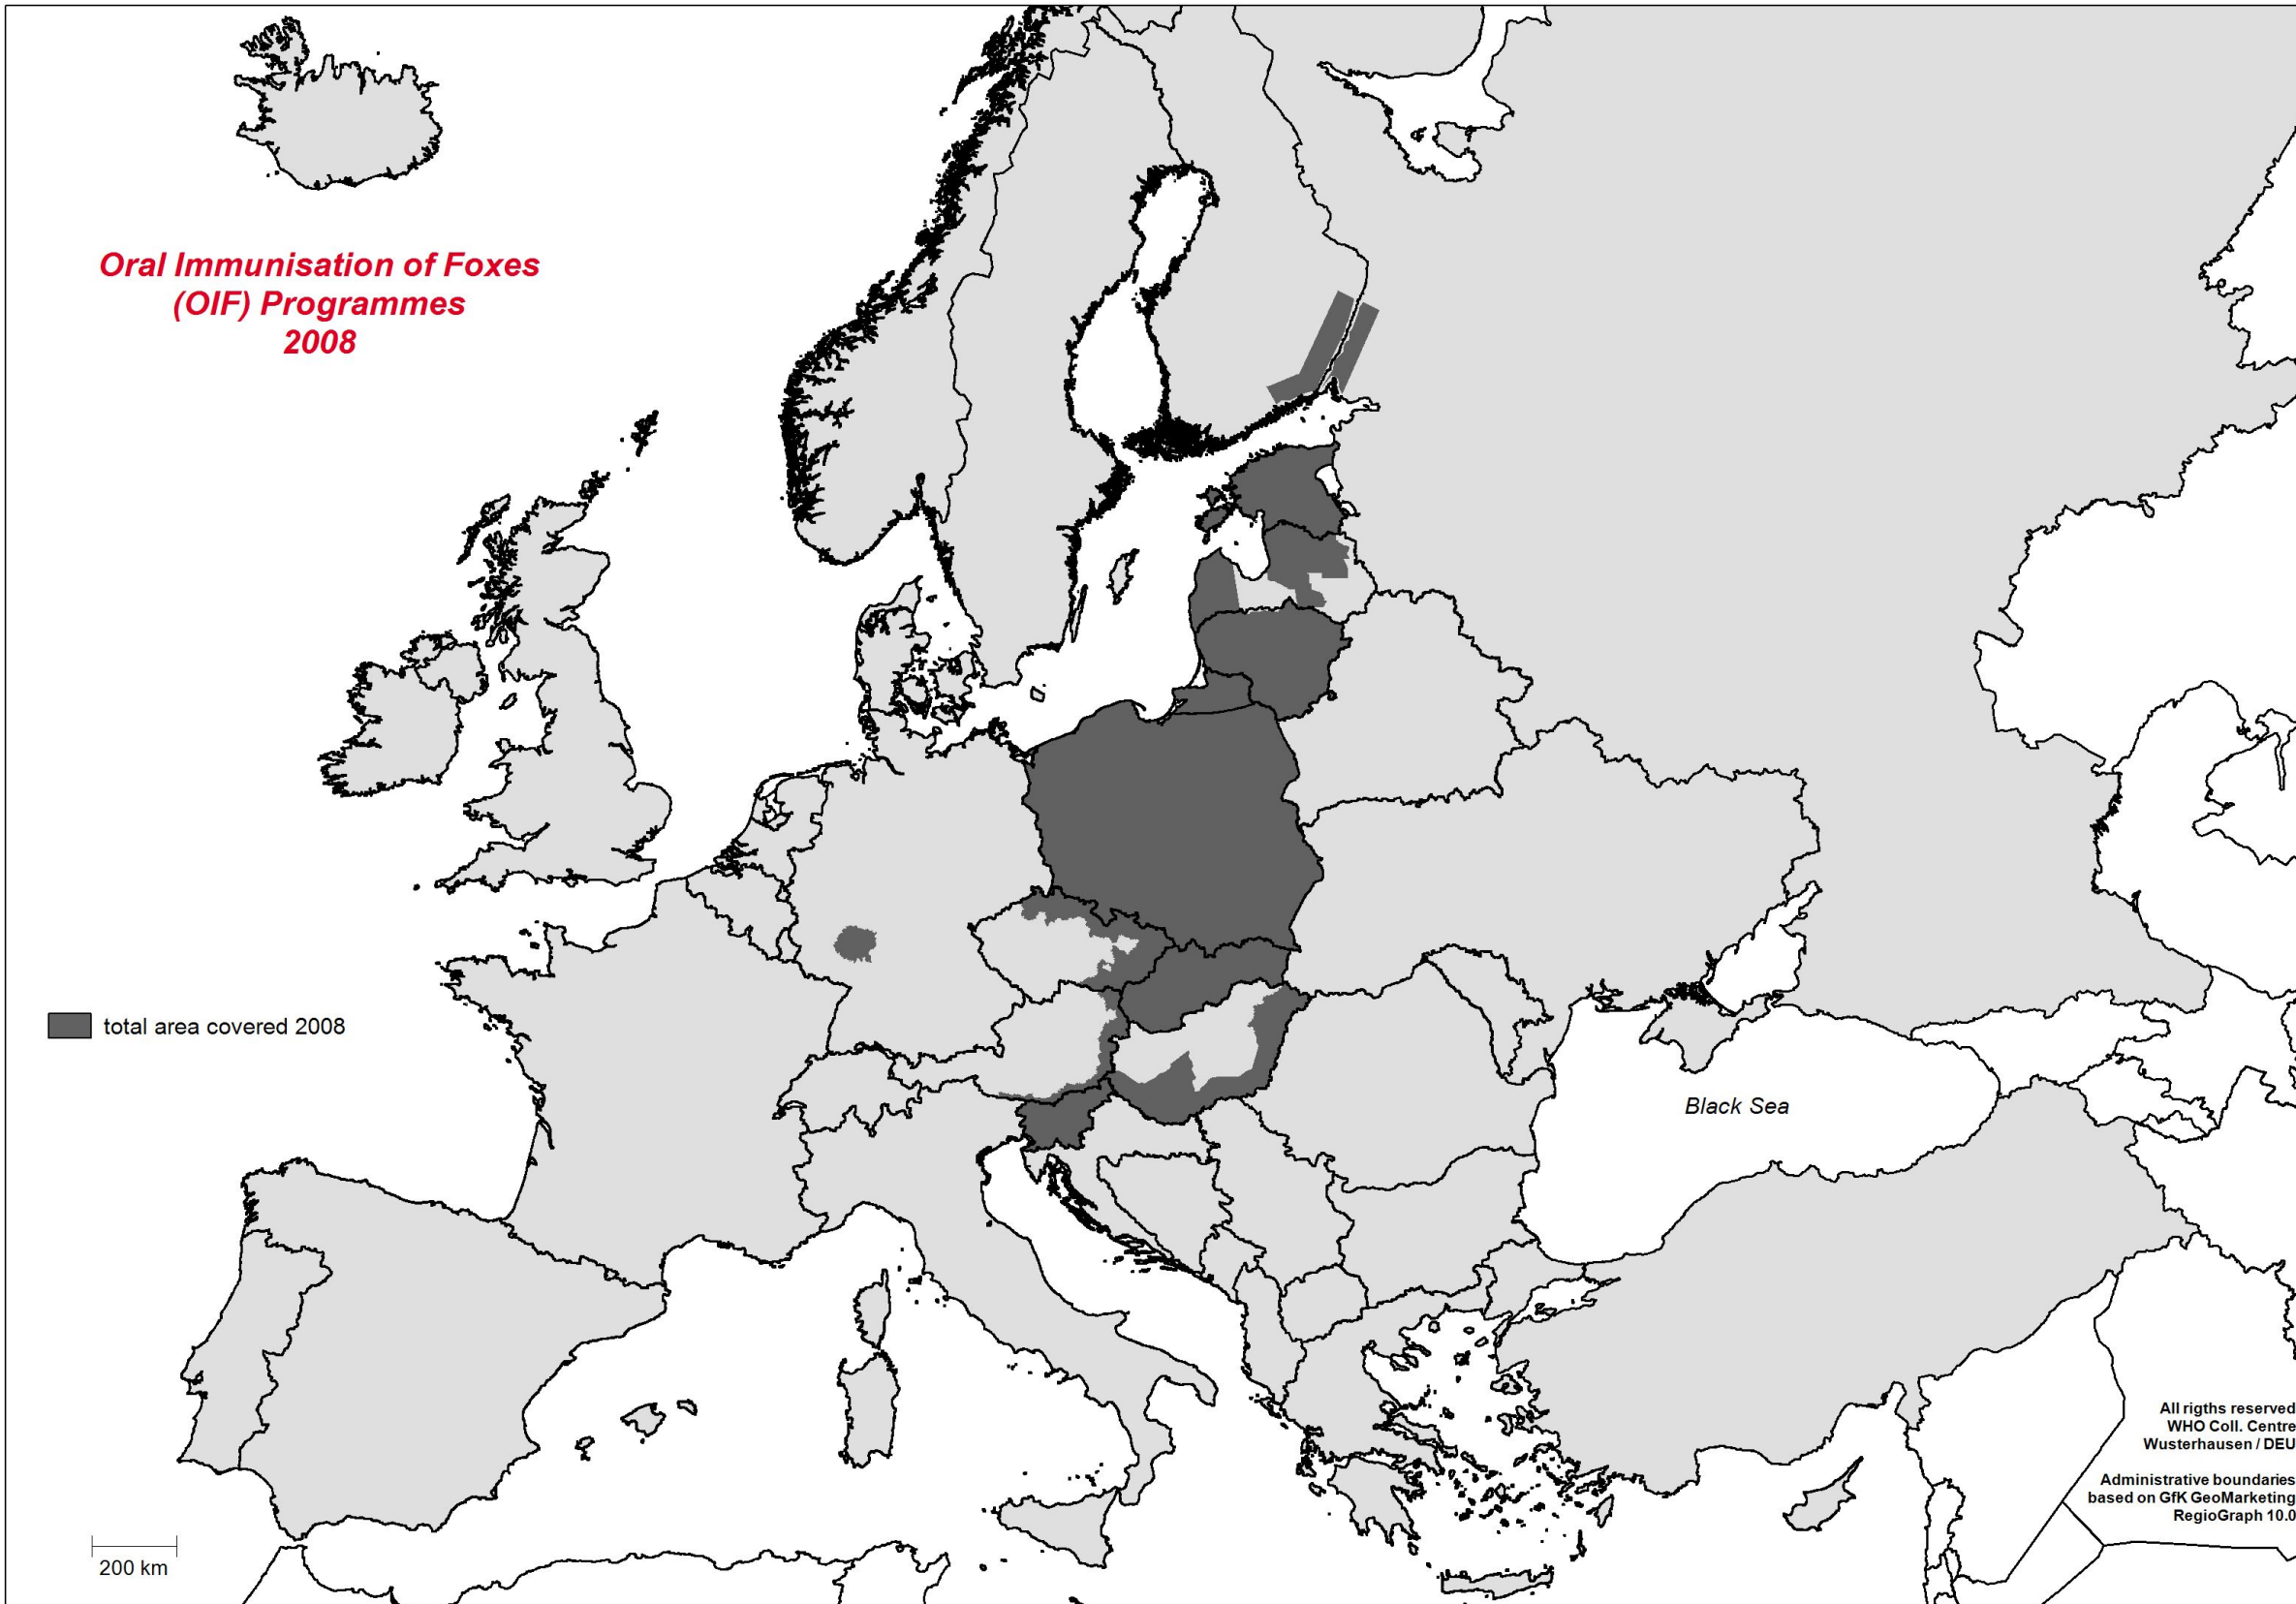 Oral Immunisation of Foxes
(OIF) Programmes
2008
total area covered 2008
Black Sea
All rigths reserved
WHO Coll. Centre
Wusterhausen / DEU
Administrative boundaries
based on GfK GeoMarketing
RegioGraph 10.0
200 km